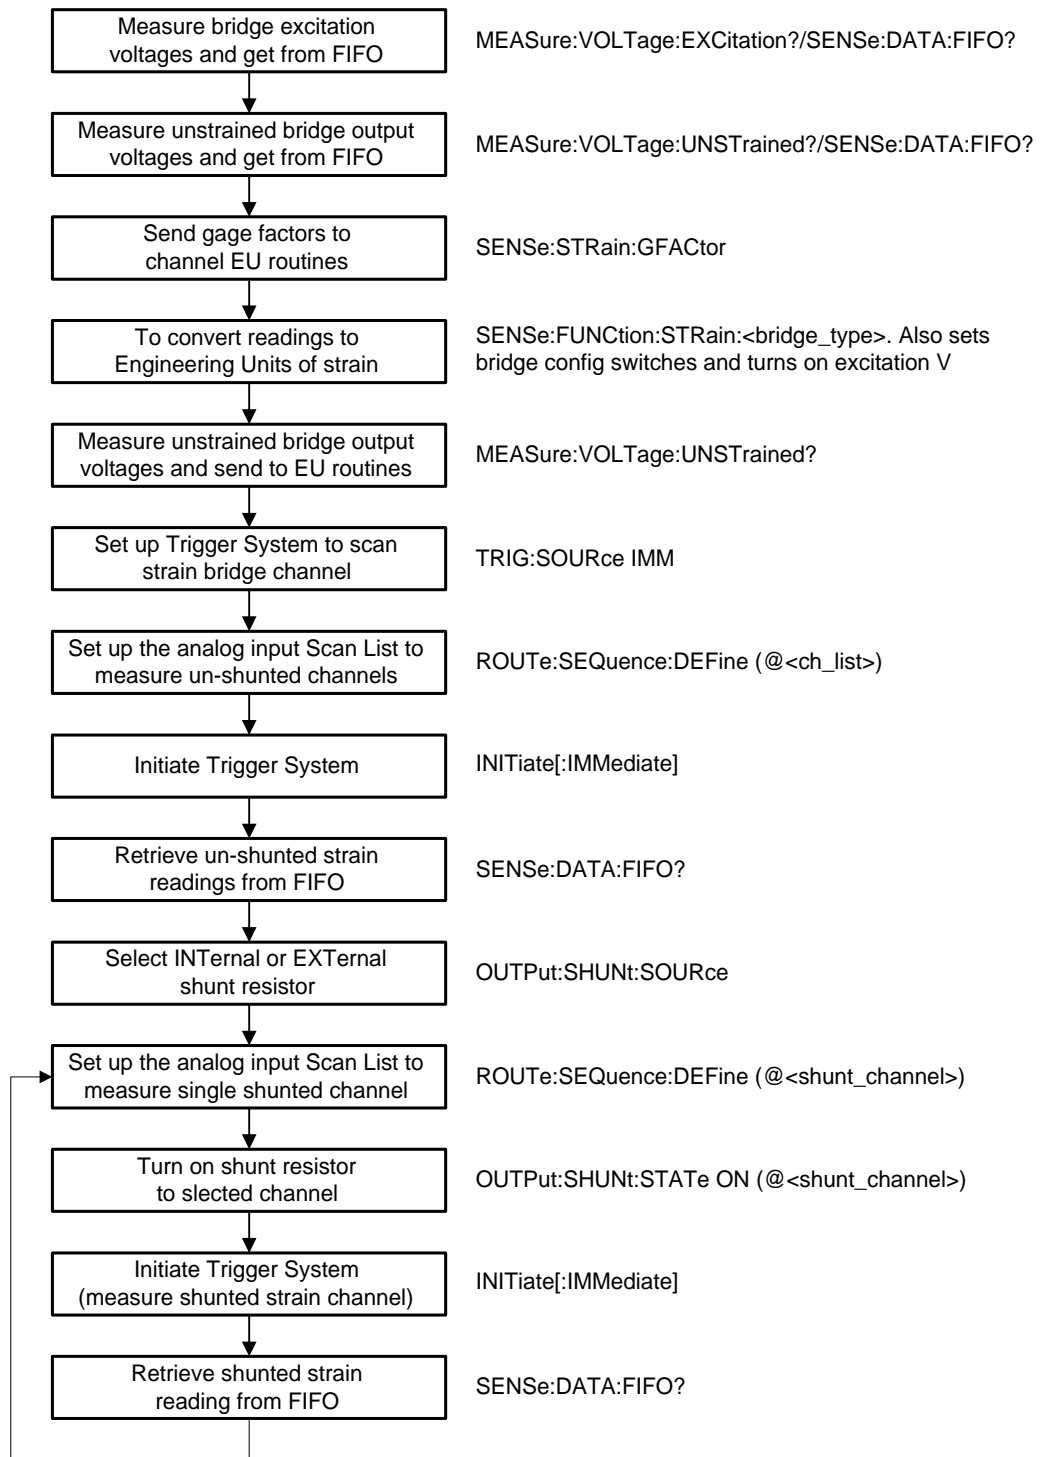 Measure bridge excitation
voltages and get from FIFO
MEASure:VOLTage:EXCitation?/SENSe:DATA:FIFO?
Measure unstrained bridge output
voltages and get from FIFO
MEASure:VOLTage:UNSTrained?/SENSe:DATA:FIFO?
Send gage factors to
channel EU routines
SENSe:STRain:GFACtor
To convert readings to
Engineering Units of strain
SENSe:FUNCtion:STRain:<bridge_type>. Also sets
bridge config switches and turns on excitation V
Measure unstrained bridge output
voltages and send to EU routines
MEASure:VOLTage:UNSTrained?
Set up Trigger System to scan
strain bridge channel
TRIG:SOURce IMM
Set up the analog input Scan List to
measure un-shunted channels
ROUTe:SEQuence:DEFine (@<ch_list>)
Initiate Trigger System
INITiate[:IMMediate]
Retrieve un-shunted strain
readings from FIFO
SENSe:DATA:FIFO?
Select INTernal or EXTernal
shunt resistor
OUTPut:SHUNt:SOURce
Set up the analog input Scan List to
measure single shunted channel
ROUTe:SEQuence:DEFine (@<shunt_channel>)
Turn on shunt resistor
to slected channel
OUTPut:SHUNt:STATe ON (@<shunt_channel>)
Initiate Trigger System
(measure shunted strain channel)
INITiate[:IMMediate]
Retrieve shunted strain
reading from FIFO
SENSe:DATA:FIFO?